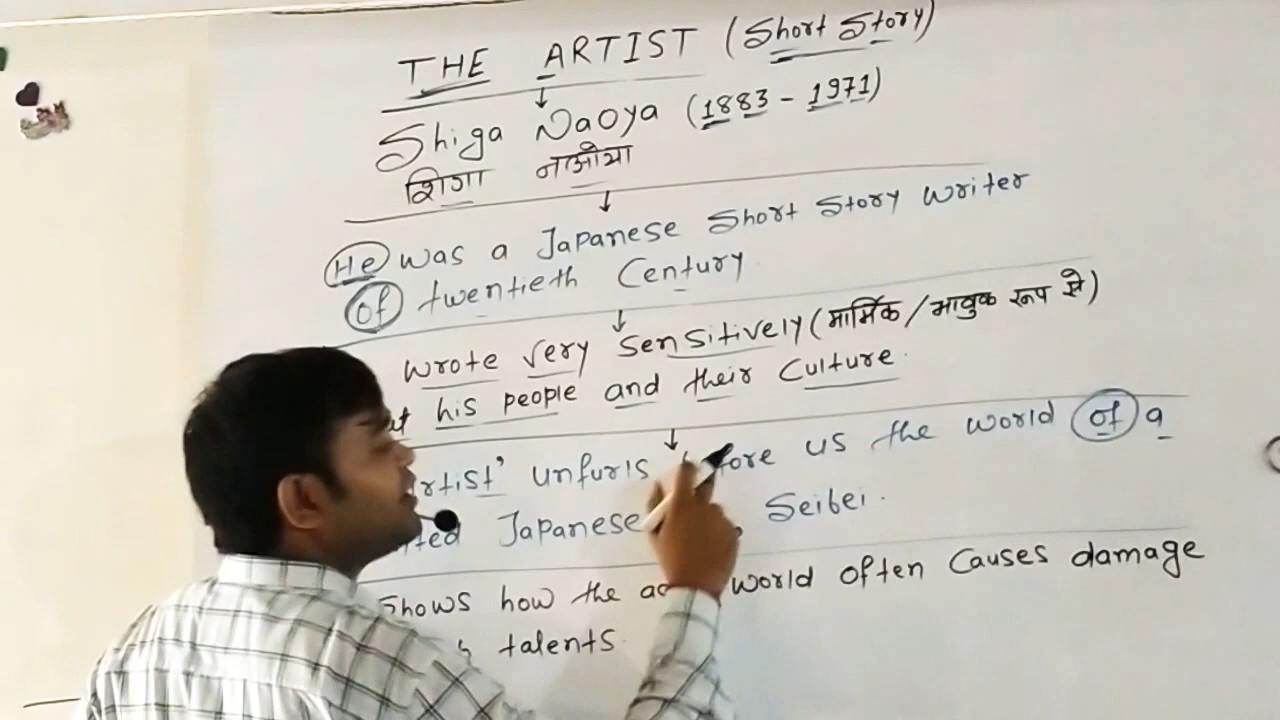 THE ARTIST (Short Story)
↓
Shiga Naoya (1883 - 1971)
शिगा नाओया
↓
He was a Japanese Short Story writer
of twentieth Century.
↓
wrote very Sensitively (मार्मिक / भावुक रूप से)
his people and their Culture.
↓
unfurls us the world of a
Japanese Seibei.
Shows how the world often Causes damage
talents.